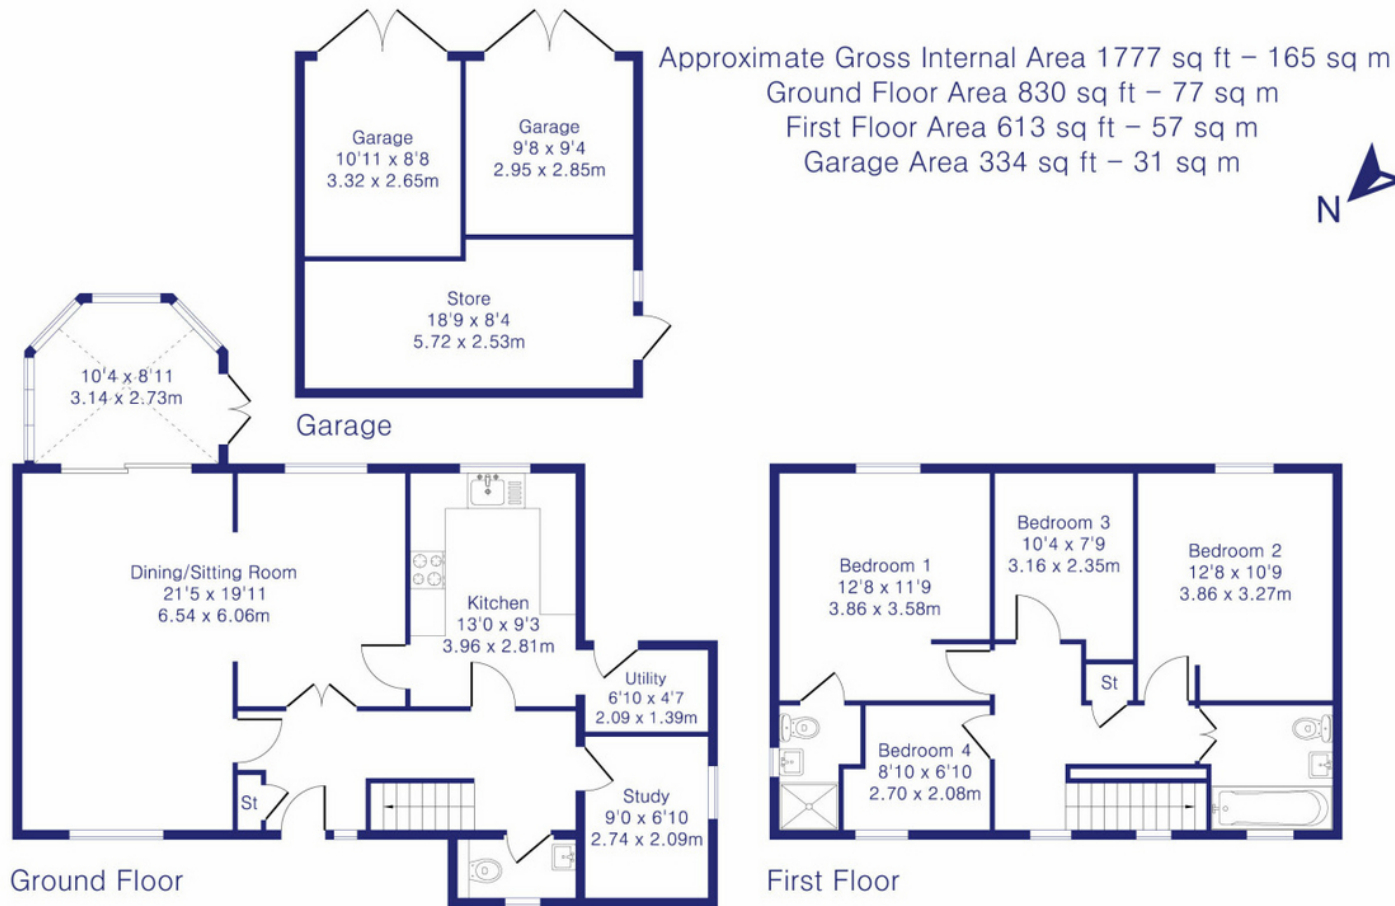 Approximate Gross Internal Area 1777 sq ft – 165 sq m
Ground Floor Area 830 sq ft – 77 sq m
First Floor Area 613 sq ft – 57 sq m
Garage Area 334 sq ft – 31 sq m
N
Garage
10'11 x 8'8
3.32 x 2.65m
Garage
9'8 x 9'4
2.95 x 2.85m
Store
18'9 x 8'4
5.72 x 2.53m
Garage
10'4 x 8'11
3.14 x 2.73m
Dining/Sitting Room
21'5 x 19'11
6.54 x 6.06m
Kitchen
13'0 x 9'3
3.96 x 2.81m
Utility
6'10 x 4'7
2.09 x 1.39m
St
Study
9'0 x 6'10
2.74 x 2.09m
Ground Floor
Bedroom 1
12'8 x 11'9
3.86 x 3.58m
Bedroom 3
10'4 x 7'9
3.16 x 2.35m
Bedroom 2
12'8 x 10'9
3.86 x 3.27m
St
Bedroom 4
8'10 x 6'10
2.70 x 2.08m
First Floor